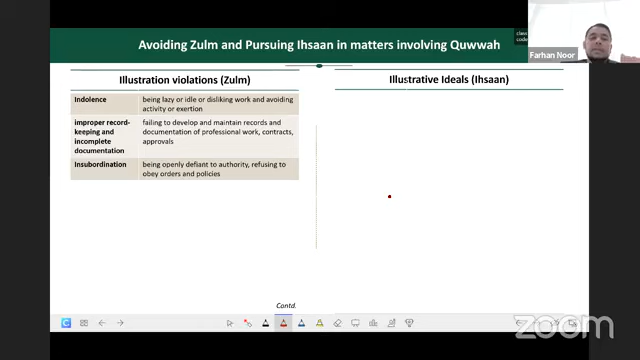 Avoiding Zulm and Pursuing Ihsaan in matters involving Quwwah
class
code
Farhan Noor
Illustration violations (Zulm)
Illustrative Ideals (Ihsaan)
Indolence
being lazy or idle or disliking work and avoiding
activity or exertion
improper record-
keeping and
incomplete
documentation
failing to develop and maintain records and
documentation of professional work, contracts,
approvals
Insubordination
being openly defiant to authority, refusing to
obey orders and policies
Contd.
zoom